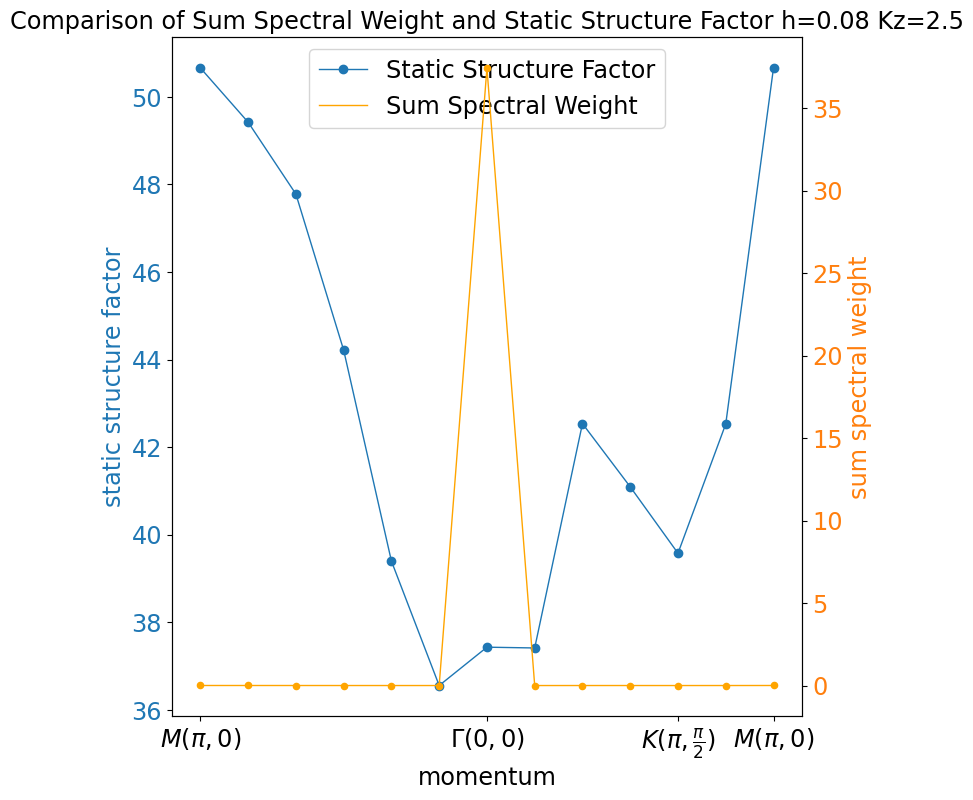 Comparison of Sum Spectral Weight and Static Structure Factor h=0.08 Kz=2.5
Static Structure Factor
Sum Spectral Weight
static structure factor
50
48
46
44
42
40
38
36
sum spectral weight
35
30
25
20
15
10
5
0
M(π, 0)
Γ(0, 0)
K(π, π/2)
M(π, 0)
momentum